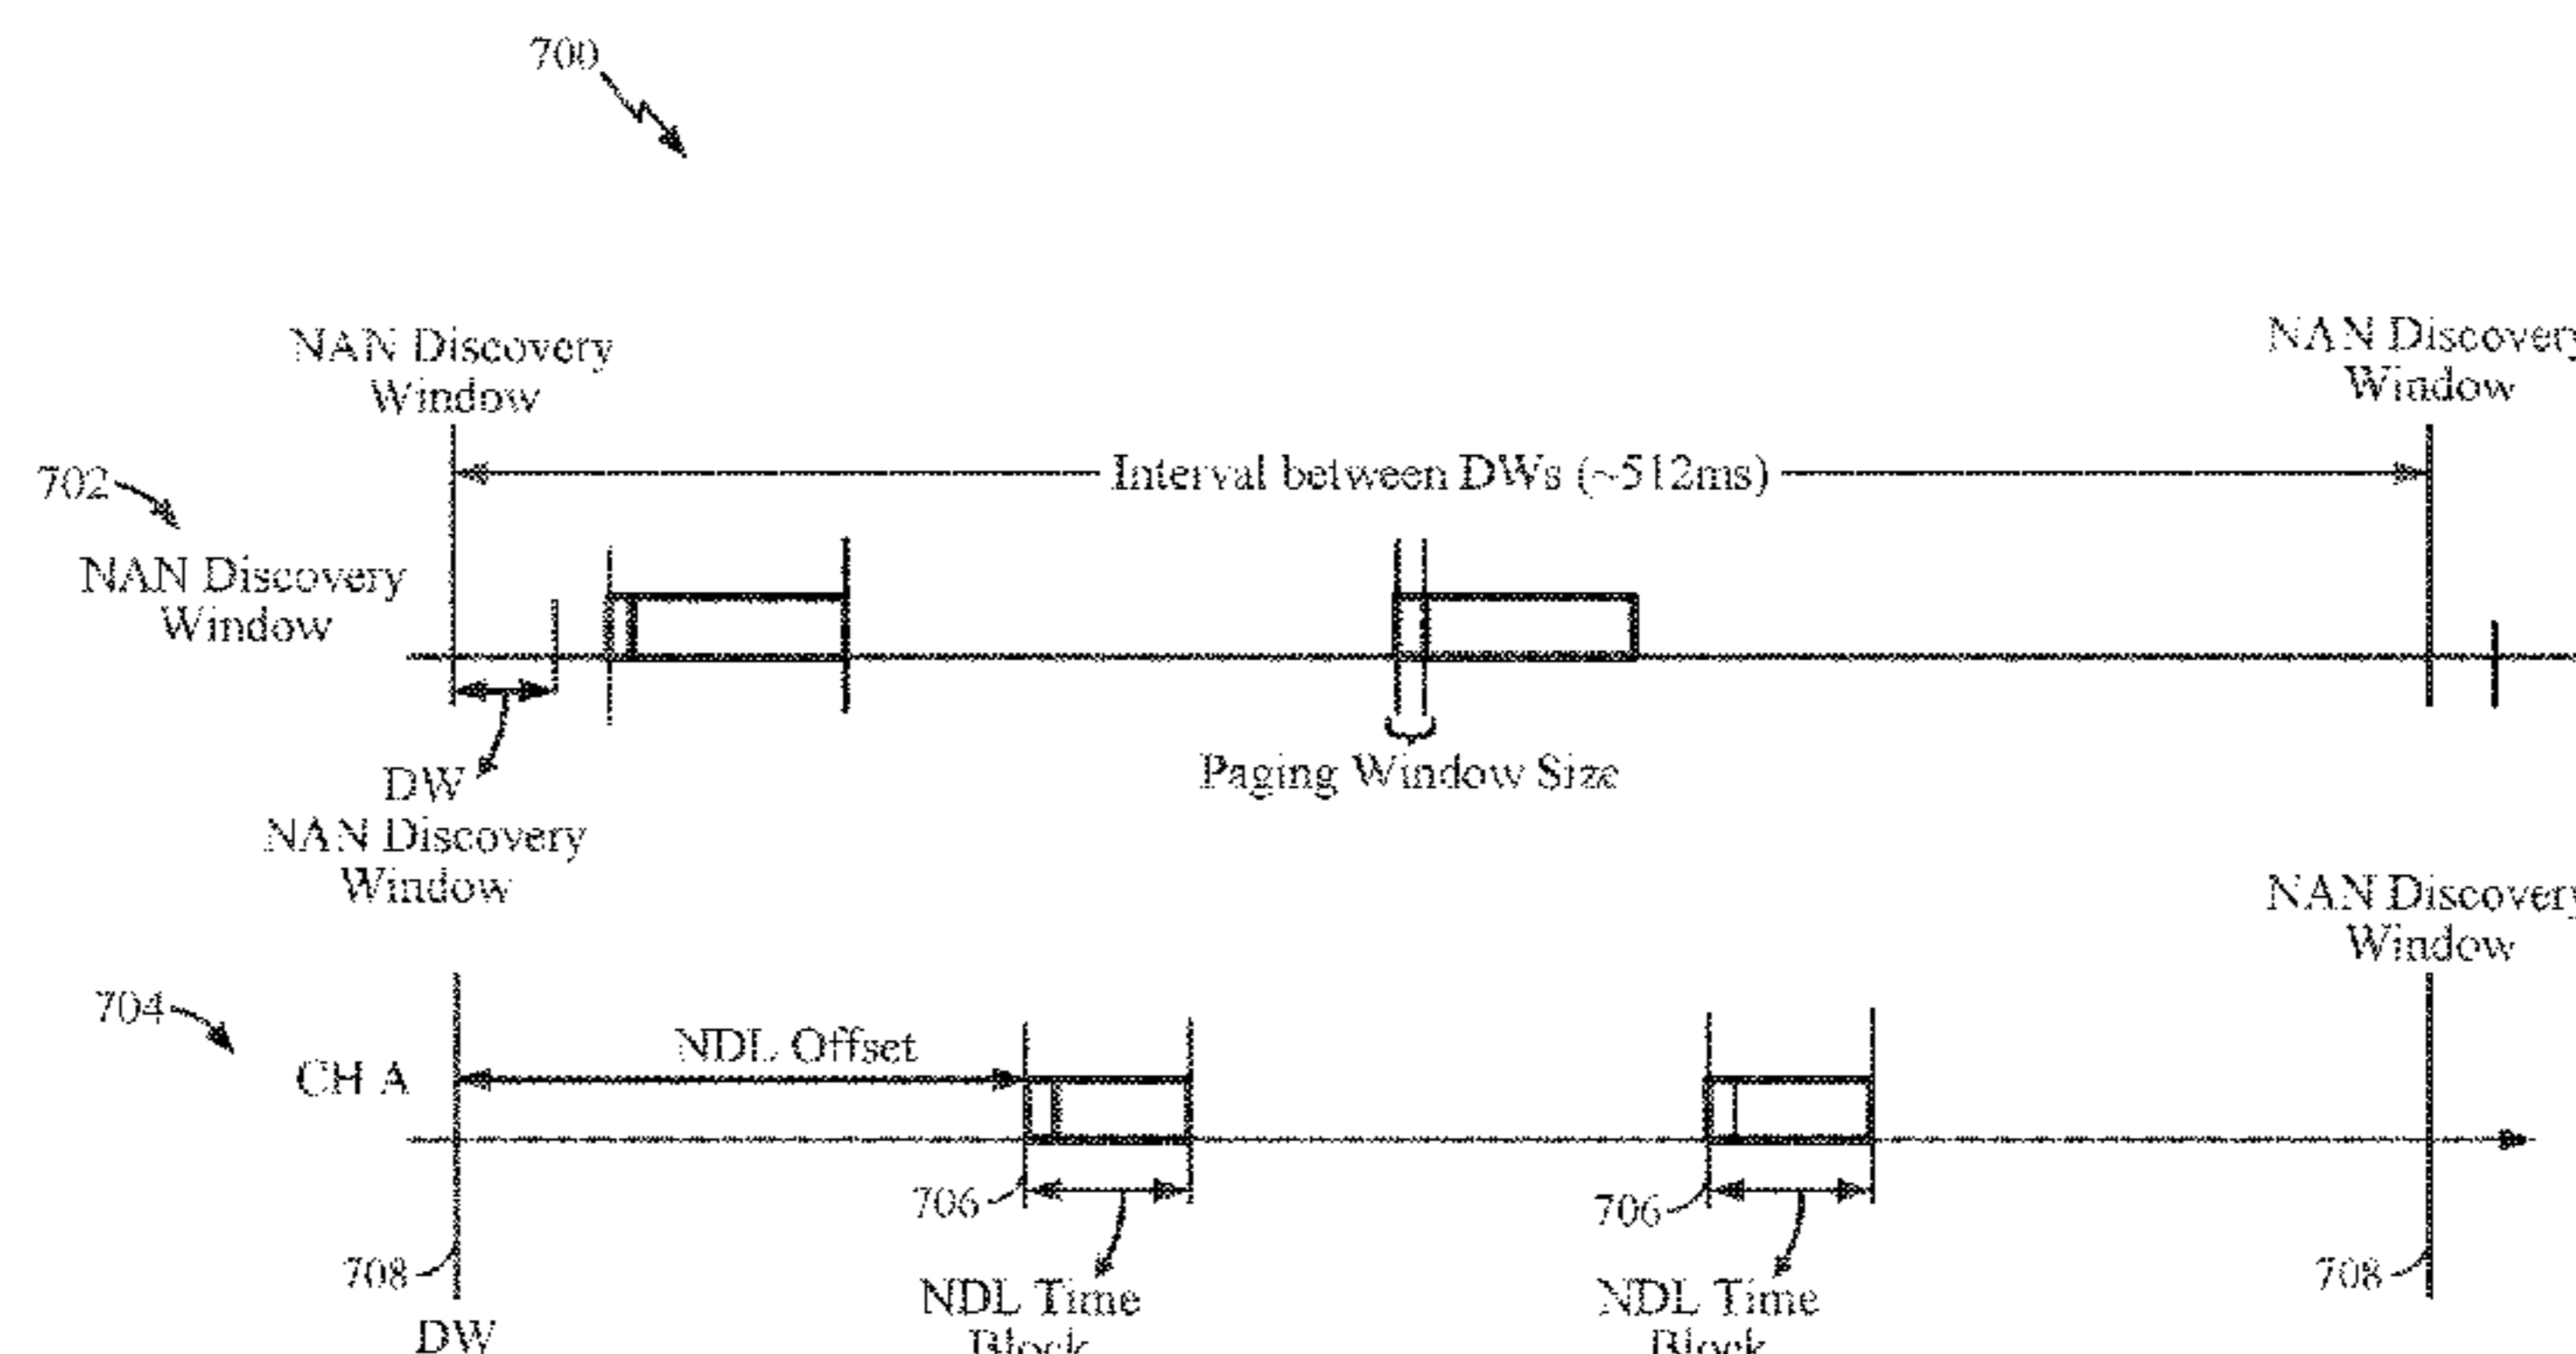 700
NAN Discovery
Window
NAN Discovery
Window
Interval between DWs (~512ms)
702
NAN Discovery
Window
DW
Paging Window Size
NAN Discovery
Window
NAN Discovery
Window
704
CH A
NDL Offset
706
706
708
708
NDL Time
Block
NDL Time
Block
DW